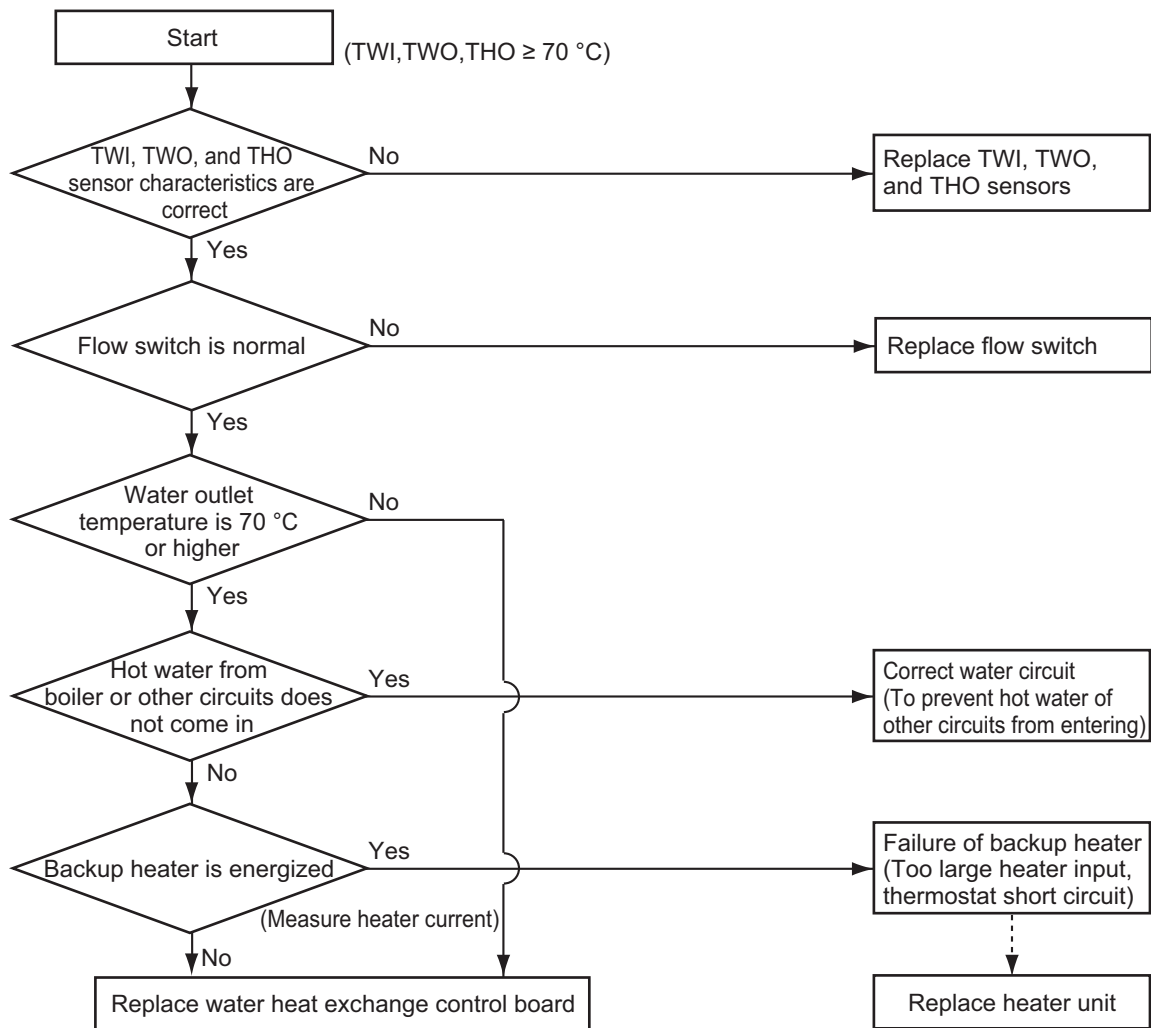 Start
(TWI,TWO,THO ≥ 70 °C)
TWI, TWO, and THO
sensor characteristics are
correct
No
Replace TWI, TWO,
and THO sensors
Yes
Flow switch is normal
No
Replace flow switch
Yes
Water outlet
temperature is 70 °C
or higher
No
Yes
Hot water from
boiler or other circuits does
not come in
Yes
Correct water circuit
(To prevent hot water of
other circuits from entering)
No
Backup heater is energized
Yes
Failure of backup heater
(Too large heater input,
thermostat short circuit)
(Measure heater current)
No
Replace water heat exchange control board
Replace heater unit